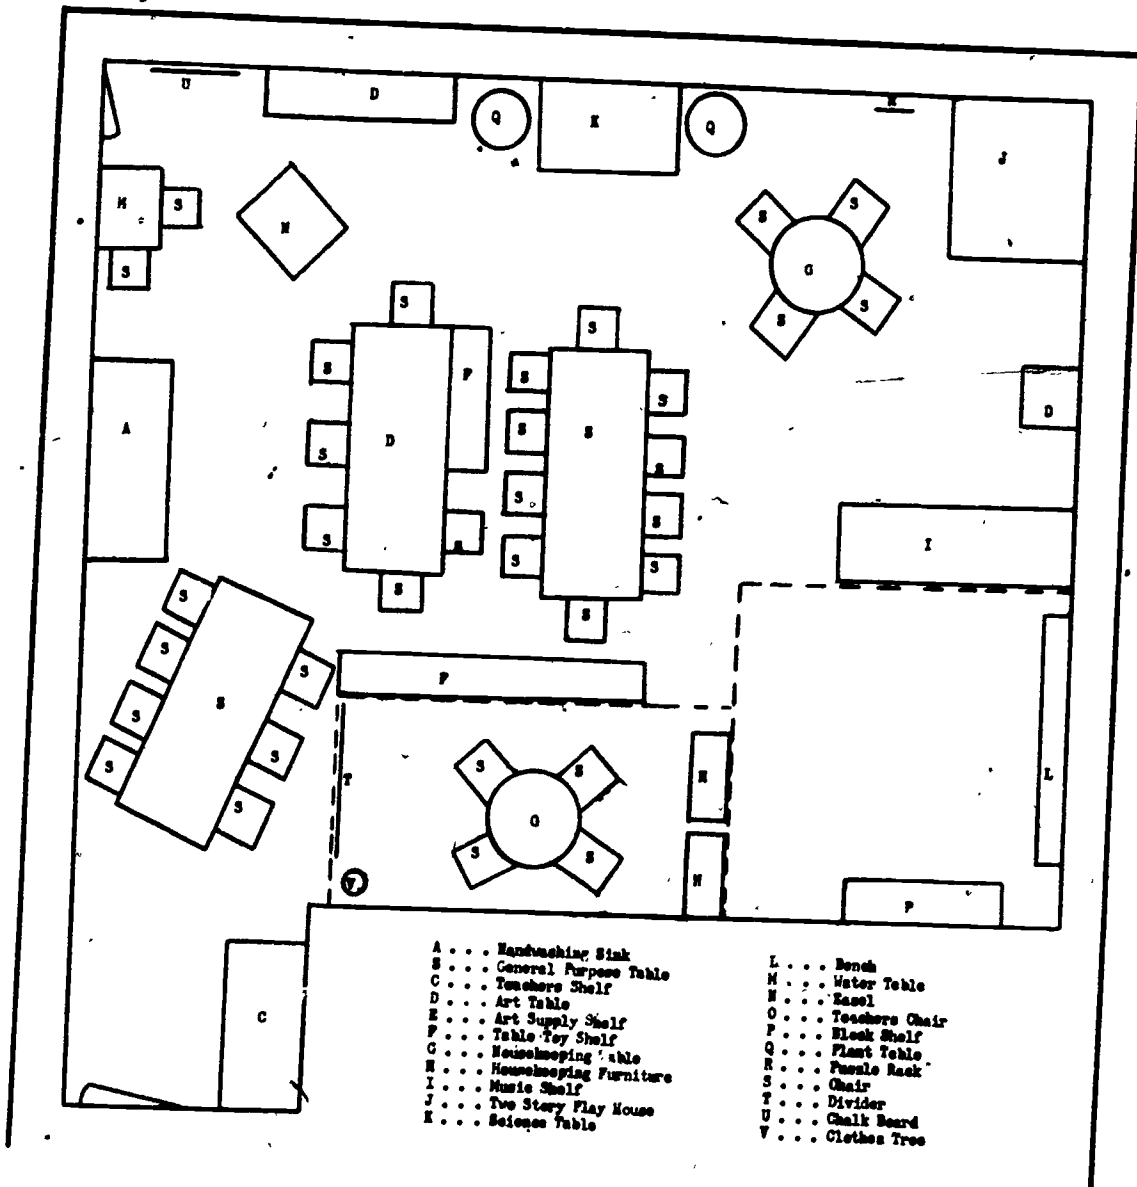 U
D
Q
K
Q
R
J
M
S
S
N
S
S
G
S
S
S
S
S
F
S
S
S
S
A
D
S
B
S
S
S
S
S
S
S
S
S
S
S
S
I
S
S
S
S
S
S
B
S
S
S
F
T
V
S
S
G
S
S
H
H
L
P
C
A . . . Handwashing Sink
B . . . General Purpose Table
C . . . Teachers Shelf
D . . . Art Table
E . . . Art Supply Shelf
F . . . Table Toy Shelf
G . . . Housekeeping Table
H . . . Housekeeping Furniture
I . . . Music Shelf
J . . . Two Story Play House
K . . . Science Table
L . . . Bench
M . . . Water Table
N . . . Easel
O . . . Teachers Chair
P . . . Block Shelf
Q . . . Plant Table
R . . . Puzzle Rack
S . . . Chair
T . . . Divider
U . . . Chalk Board
V . . . Clothes Tree